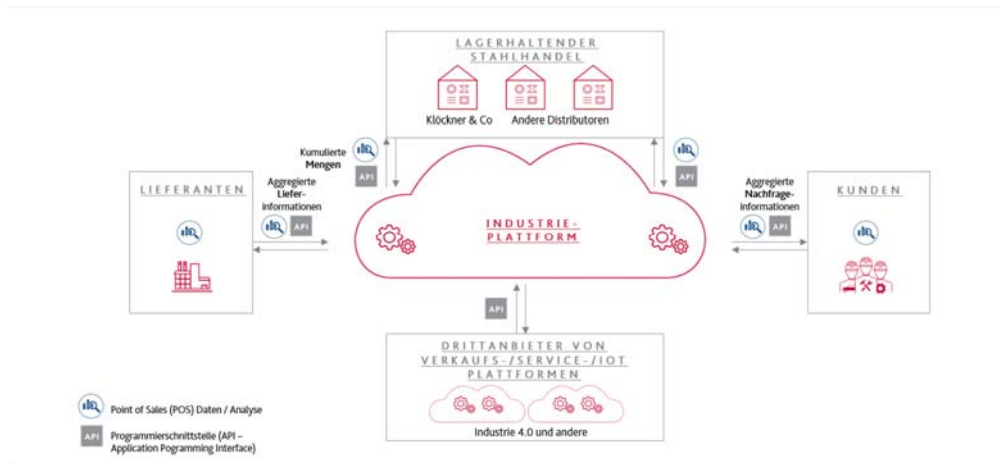 LAGERHALTENDER
STAHLHANDEL
Klöckner & Co
Andere Distributoren
Kumulierte
Mengen
API
API
LIEFERANTEN
Aggregierte
Liefer-
informationen
API
INDUSTRIE-
PLATTFORM
Aggregierte
Nachfrage-
informationen
API
KUNDEN
API
DRITTANBIETER VON
VERKAUFS-/SERVICE-/IOT
PLATTFORMEN
Industrie 4.0 und andere
Point of Sales (POS) Daten / Analyse
API
Programmierschnittstelle (API –
Application Pogramming Interface)